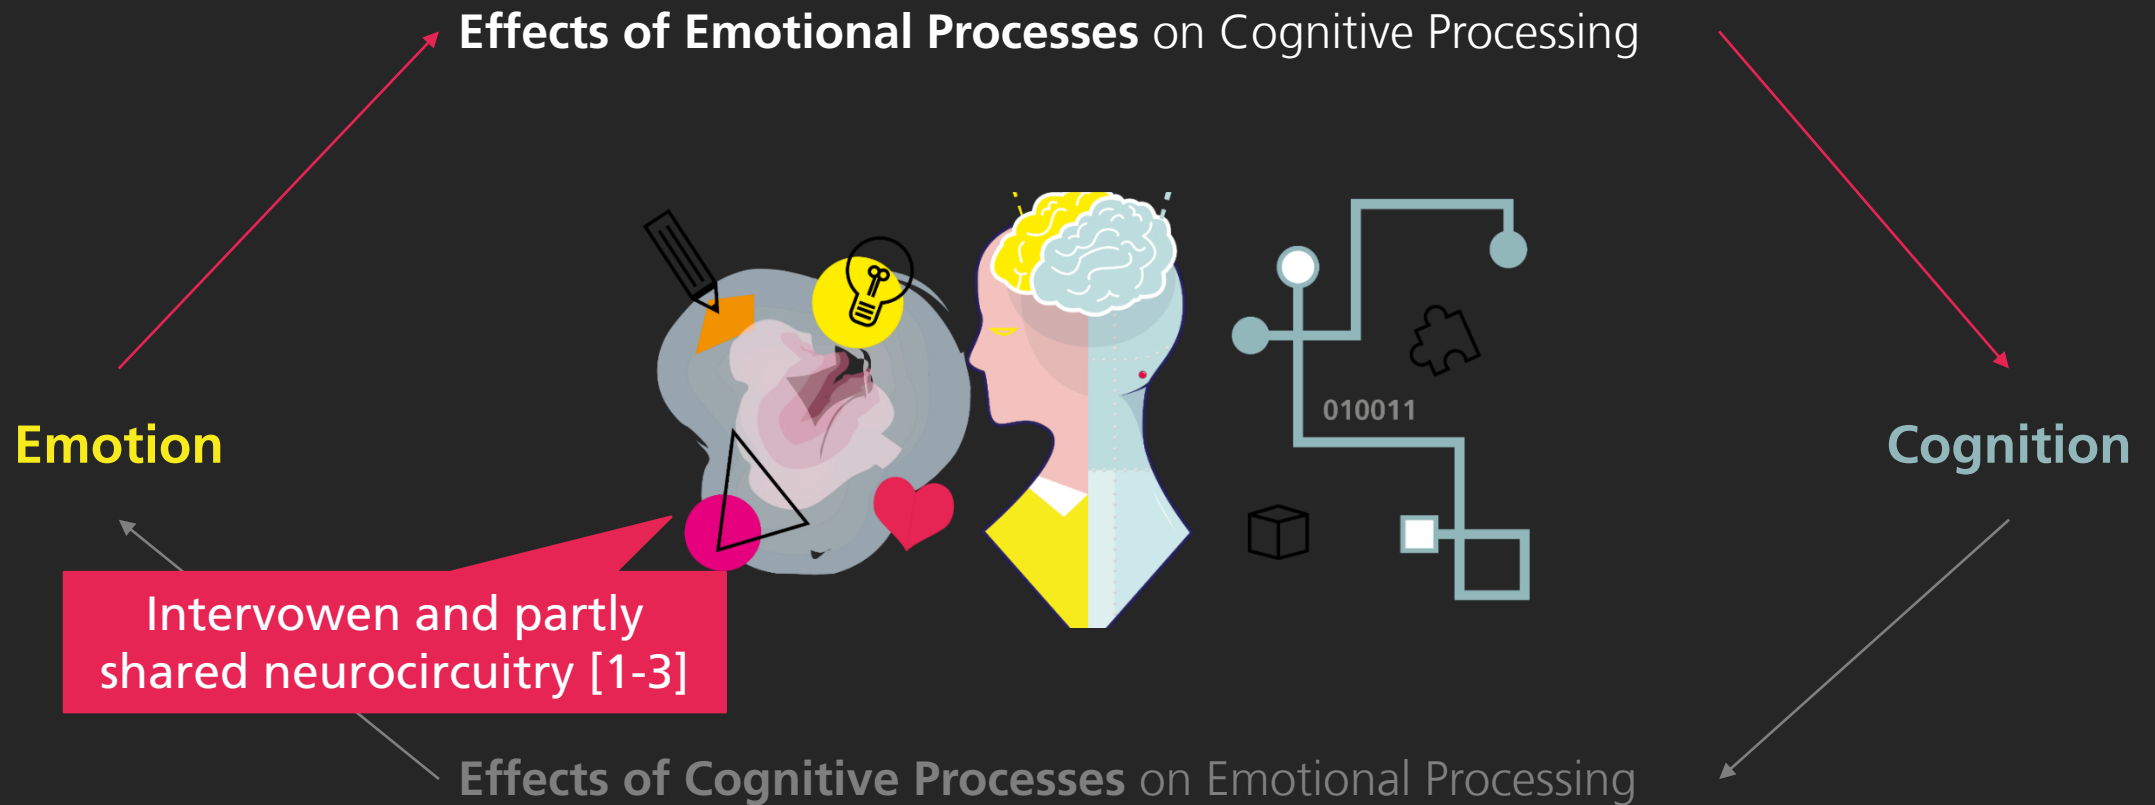 Effects of Emotional Processes on Cognitive Processing
010011
Emotion
Cognition
Intervowen and partly
shared neurocircuitry [1-3]
Effects of Cognitive Processes on Emotional Processing